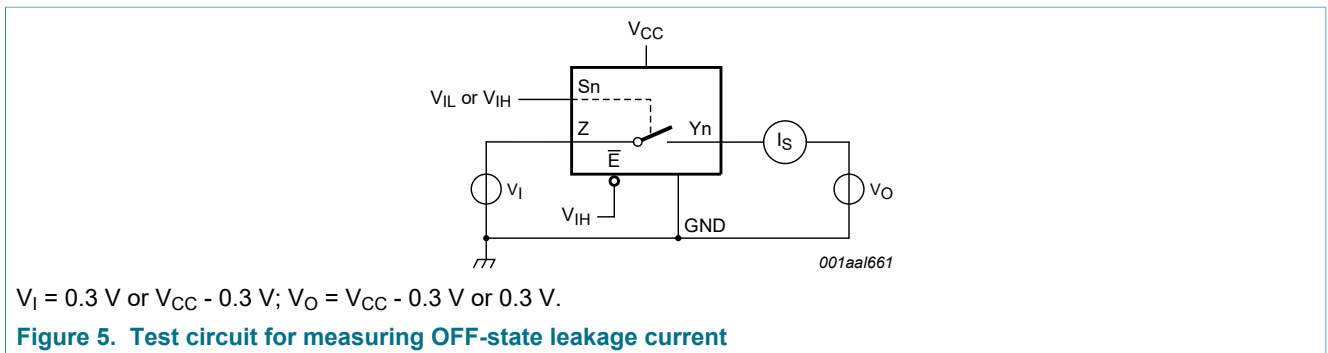 VCC
Sn
VIL or VIH
Z
Yn
IS
E
VI
VO
VIH
GND
001aal661
VI = 0.3 V or VCC - 0.3 V; VO = VCC - 0.3 V or 0.3 V.
Figure 5. Test circuit for measuring OFF-state leakage current